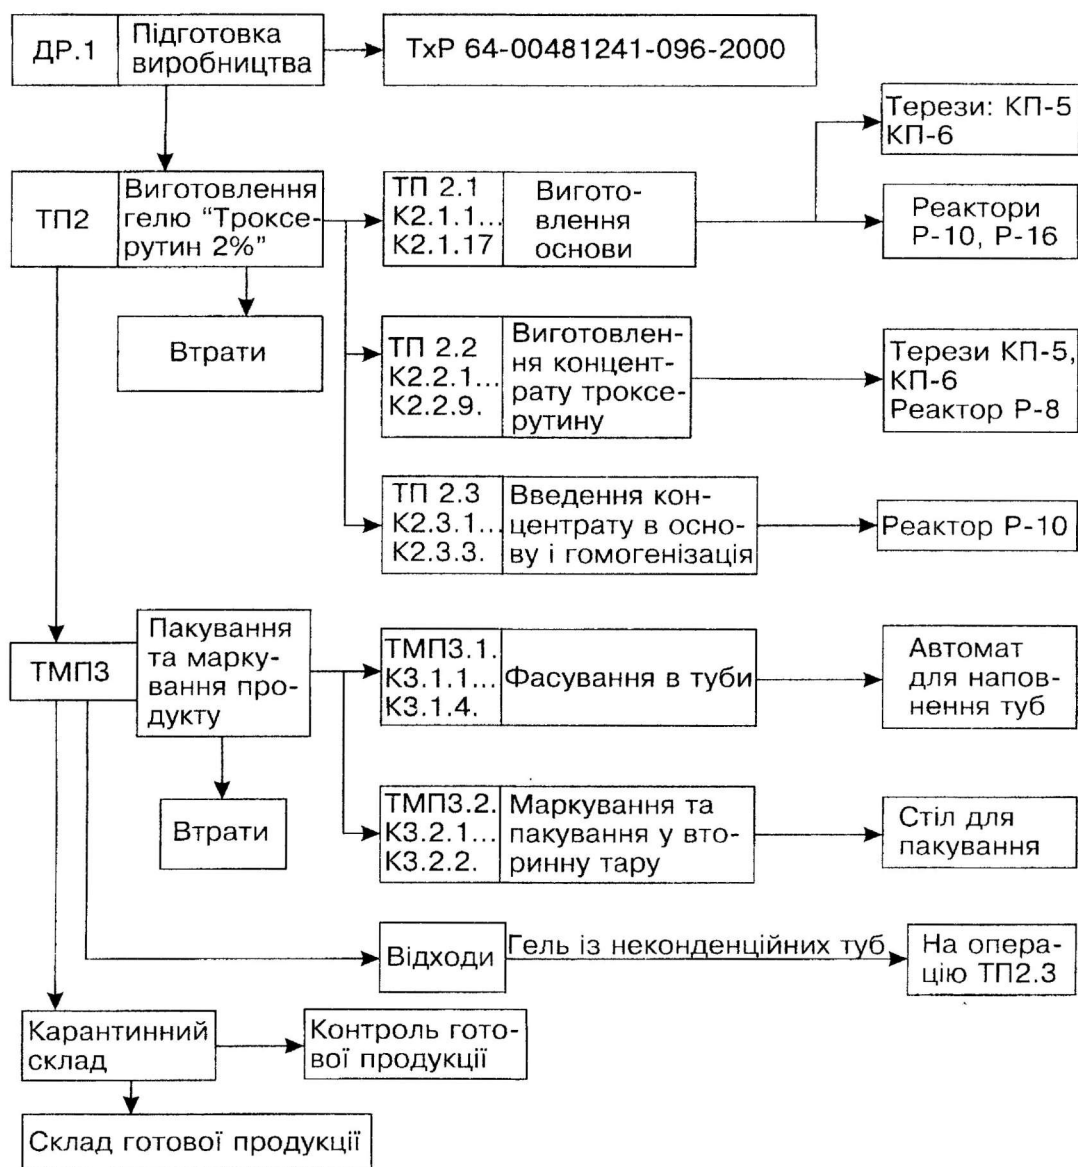 ДР.1
Підготовка
виробництва
ТхР 64-00481241-096-2000
Терези: КП-5
КП-6
ТП2
Виготовлення
гелю “Троксе-
рутин 2%”
ТП 2.1
К2.1.1...
К2.1.17
Вигото-
влення
основи
Реактори
Р-10, Р-16
Втрати
ТП 2.2
К2.2.1...
К2.2.9.
Виготовлен-
ня концент-
рату троксе-
рутину
Терези КП-5,
КП-6
Реактор Р-8
ТП 2.3
К2.3.1...
К2.3.3.
Введення кон-
центрату в осно-
ву і гомогенізація
Реактор Р-10
ТМП3
Пакування
та марку-
вання про-
дукту
ТМП3.1.
К3.1.1...
К3.1.4.
Фасування в туби
Автомат
для напов-
нення туб
Втрати
ТМП3.2.
К3.2.1...
К3.2.2.
Маркування та
пакування у вто-
ринну тару
Стіл для
пакування
Відходи
Гель із неконденційних туб
На опера-
цію ТП2.3
Карантинний
склад
Контроль гото-
вої продукції
Склад готової продукції